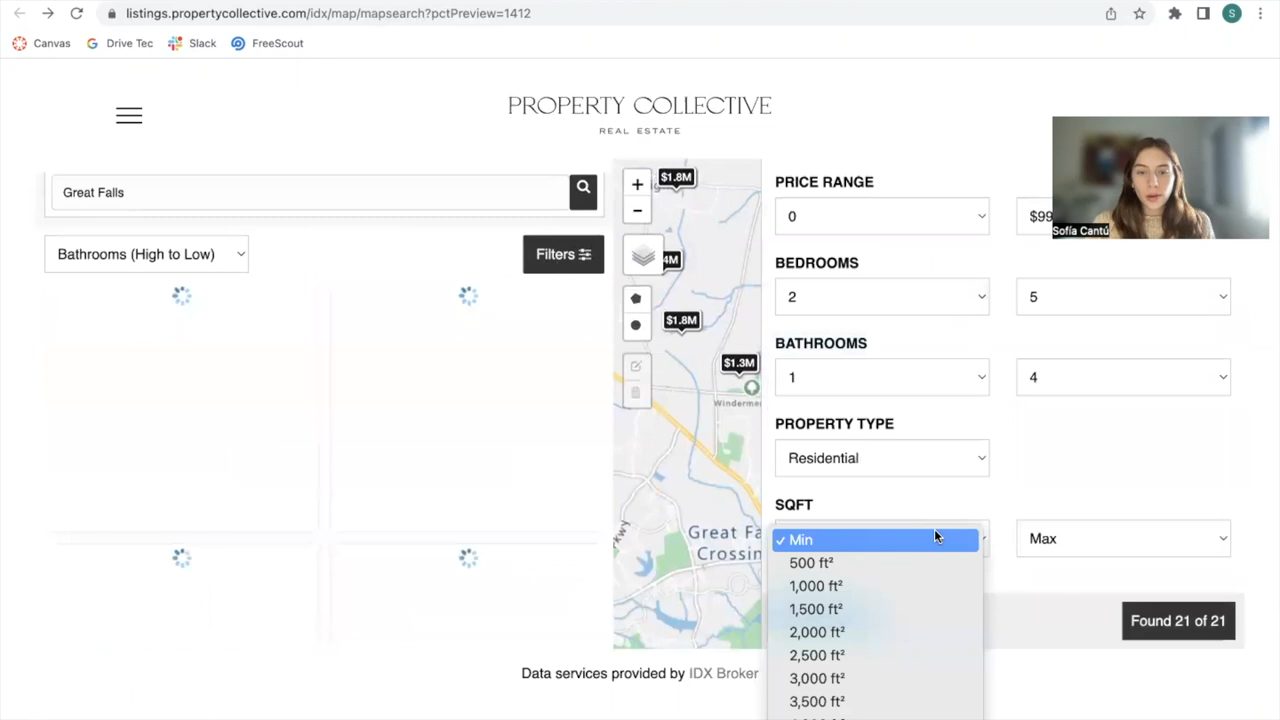 listings.propertycollective.com/idx/map/mapsearch?pctPreview=1412
S
Canvas
Drive Tec
Slack
FreeScout
PROPERTY COLLECTIVE
REAL ESTATE
Great Falls
Bathrooms (High to Low)
Filters
+
−
$1.8M
4M
$1.8M
$1.3M
Windermer
Great Fa
Crossin
PRICE RANGE
0
$99
Sofía Cantú
BEDROOMS
2
5
BATHROOMS
1
4
PROPERTY TYPE
Residential
SQFT
✓ Min
Max
500 ft²
1,000 ft²
1,500 ft²
2,000 ft²
2,500 ft²
3,000 ft²
3,500 ft²
Found 21 of 21
Data services provided by IDX Broker